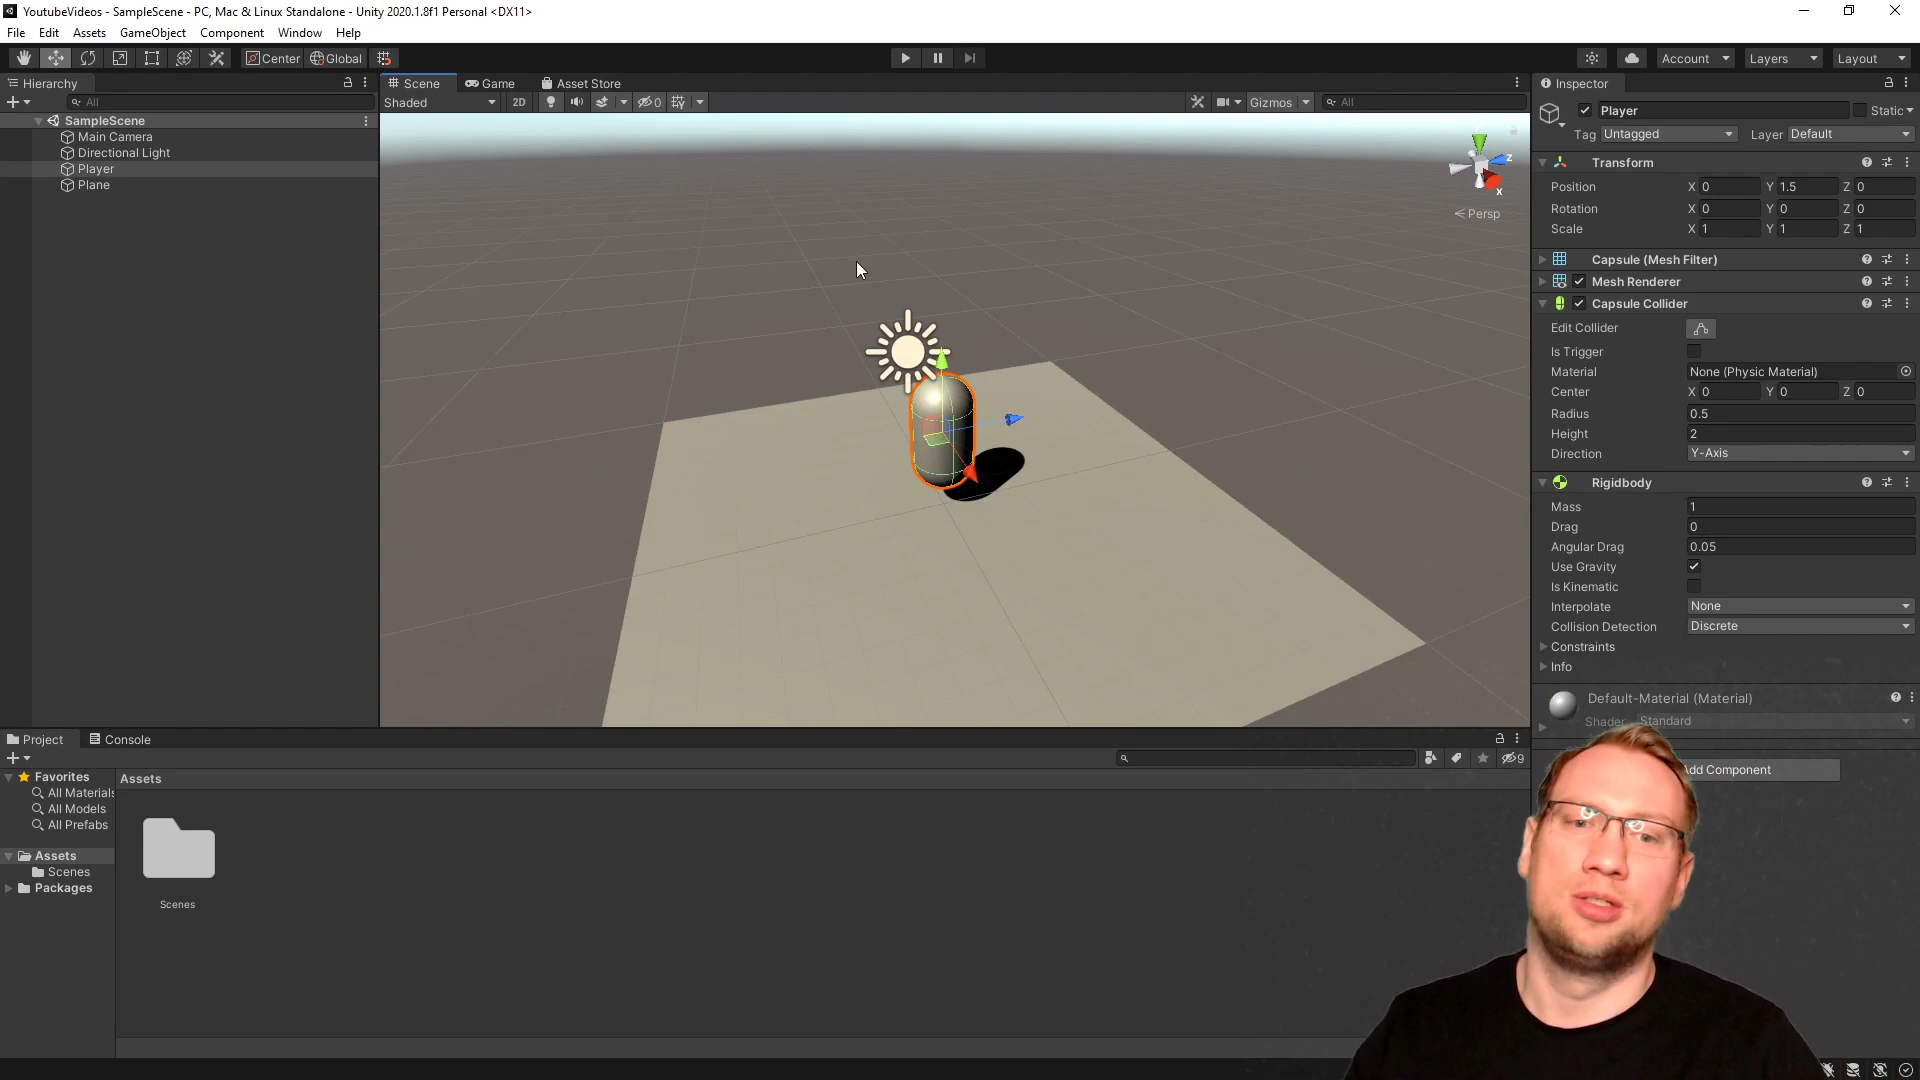 YoutubeVideos - SampleScene - PC, Mac & Linux Standalone - Unity 2020.1.8f1 Personal <DX11>
File Edit Assets GameObject Component Window Help
Center Global Account Layers Layout
Hierarchy
All
SampleScene
Main Camera
Directional Light
Player
Plane
Scene Game Asset Store
Shaded 2D 0 Gizmos All
z
x
Persp
Inspector
Player Static
Tag Untagged Layer Default
Transform
Position X 0 Y 1.5 Z 0
Rotation X 0 Y 0 Z 0
Scale X 1 Y 1 Z 1
Capsule (Mesh Filter)
Mesh Renderer
Capsule Collider
Edit Collider
Is Trigger
Material None (Physic Material)
Center X 0 Y 0 Z 0
Radius 0.5
Height 2
Direction Y-Axis
Rigidbody
Mass 1
Drag 0
Angular Drag 0.05
Use Gravity
Is Kinematic
Interpolate None
Collision Detection Discrete
Constraints
Info
Default-Material (Material)
Shader Standard
Add Component
Project Console
9
Favorites
All Materials
All Models
All Prefabs
Assets
Scenes
Packages
Assets
Scenes